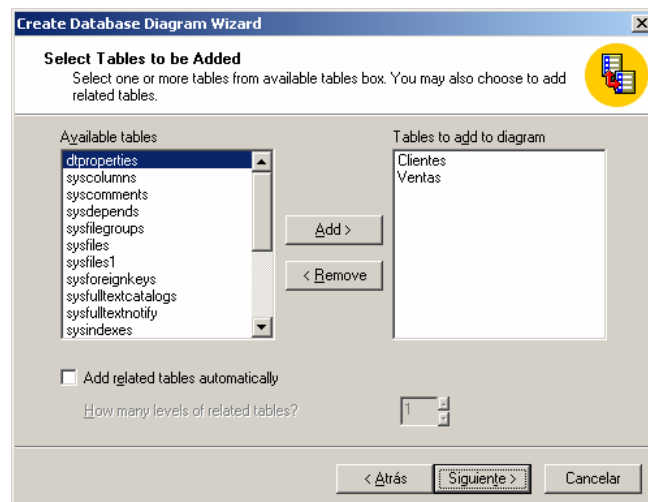 Create Database Diagram Wizard
Select Tables to be Added
Select one or more tables from available tables box. You may also choose to add
related tables.
Available tables
dtproperties
syscolumns
syscomments
sysdepends
sysfilegroups
sysfiles
sysfiles1
sysforeignkeys
sysfulltextcatalogs
sysfulltextnotify
sysindexes
Add >
< Remove
Tables to add to diagram
Clientes
Ventas
Add related tables automatically
How many levels of related tables?
1
< Atrás
Siguiente >
Cancelar